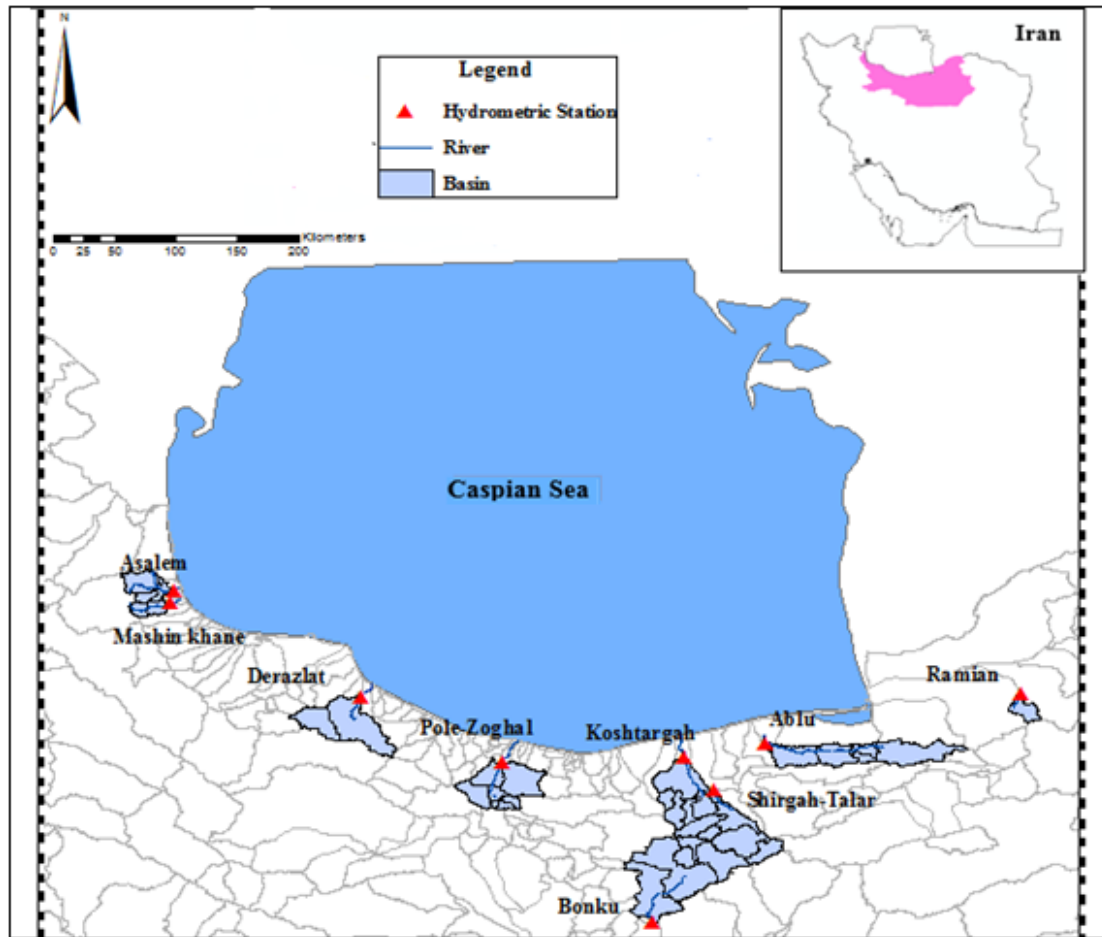 N
Iran
Legend
Hydrometric Station
River
Basin
Kilometers
0 25 50 100 150 200
Caspian Sea
Asalem
Mashin khane
Derazlat
Ramian
Pole-Zoghal
Koshtargah
Ablu
Shirgah-Talar
Bonku